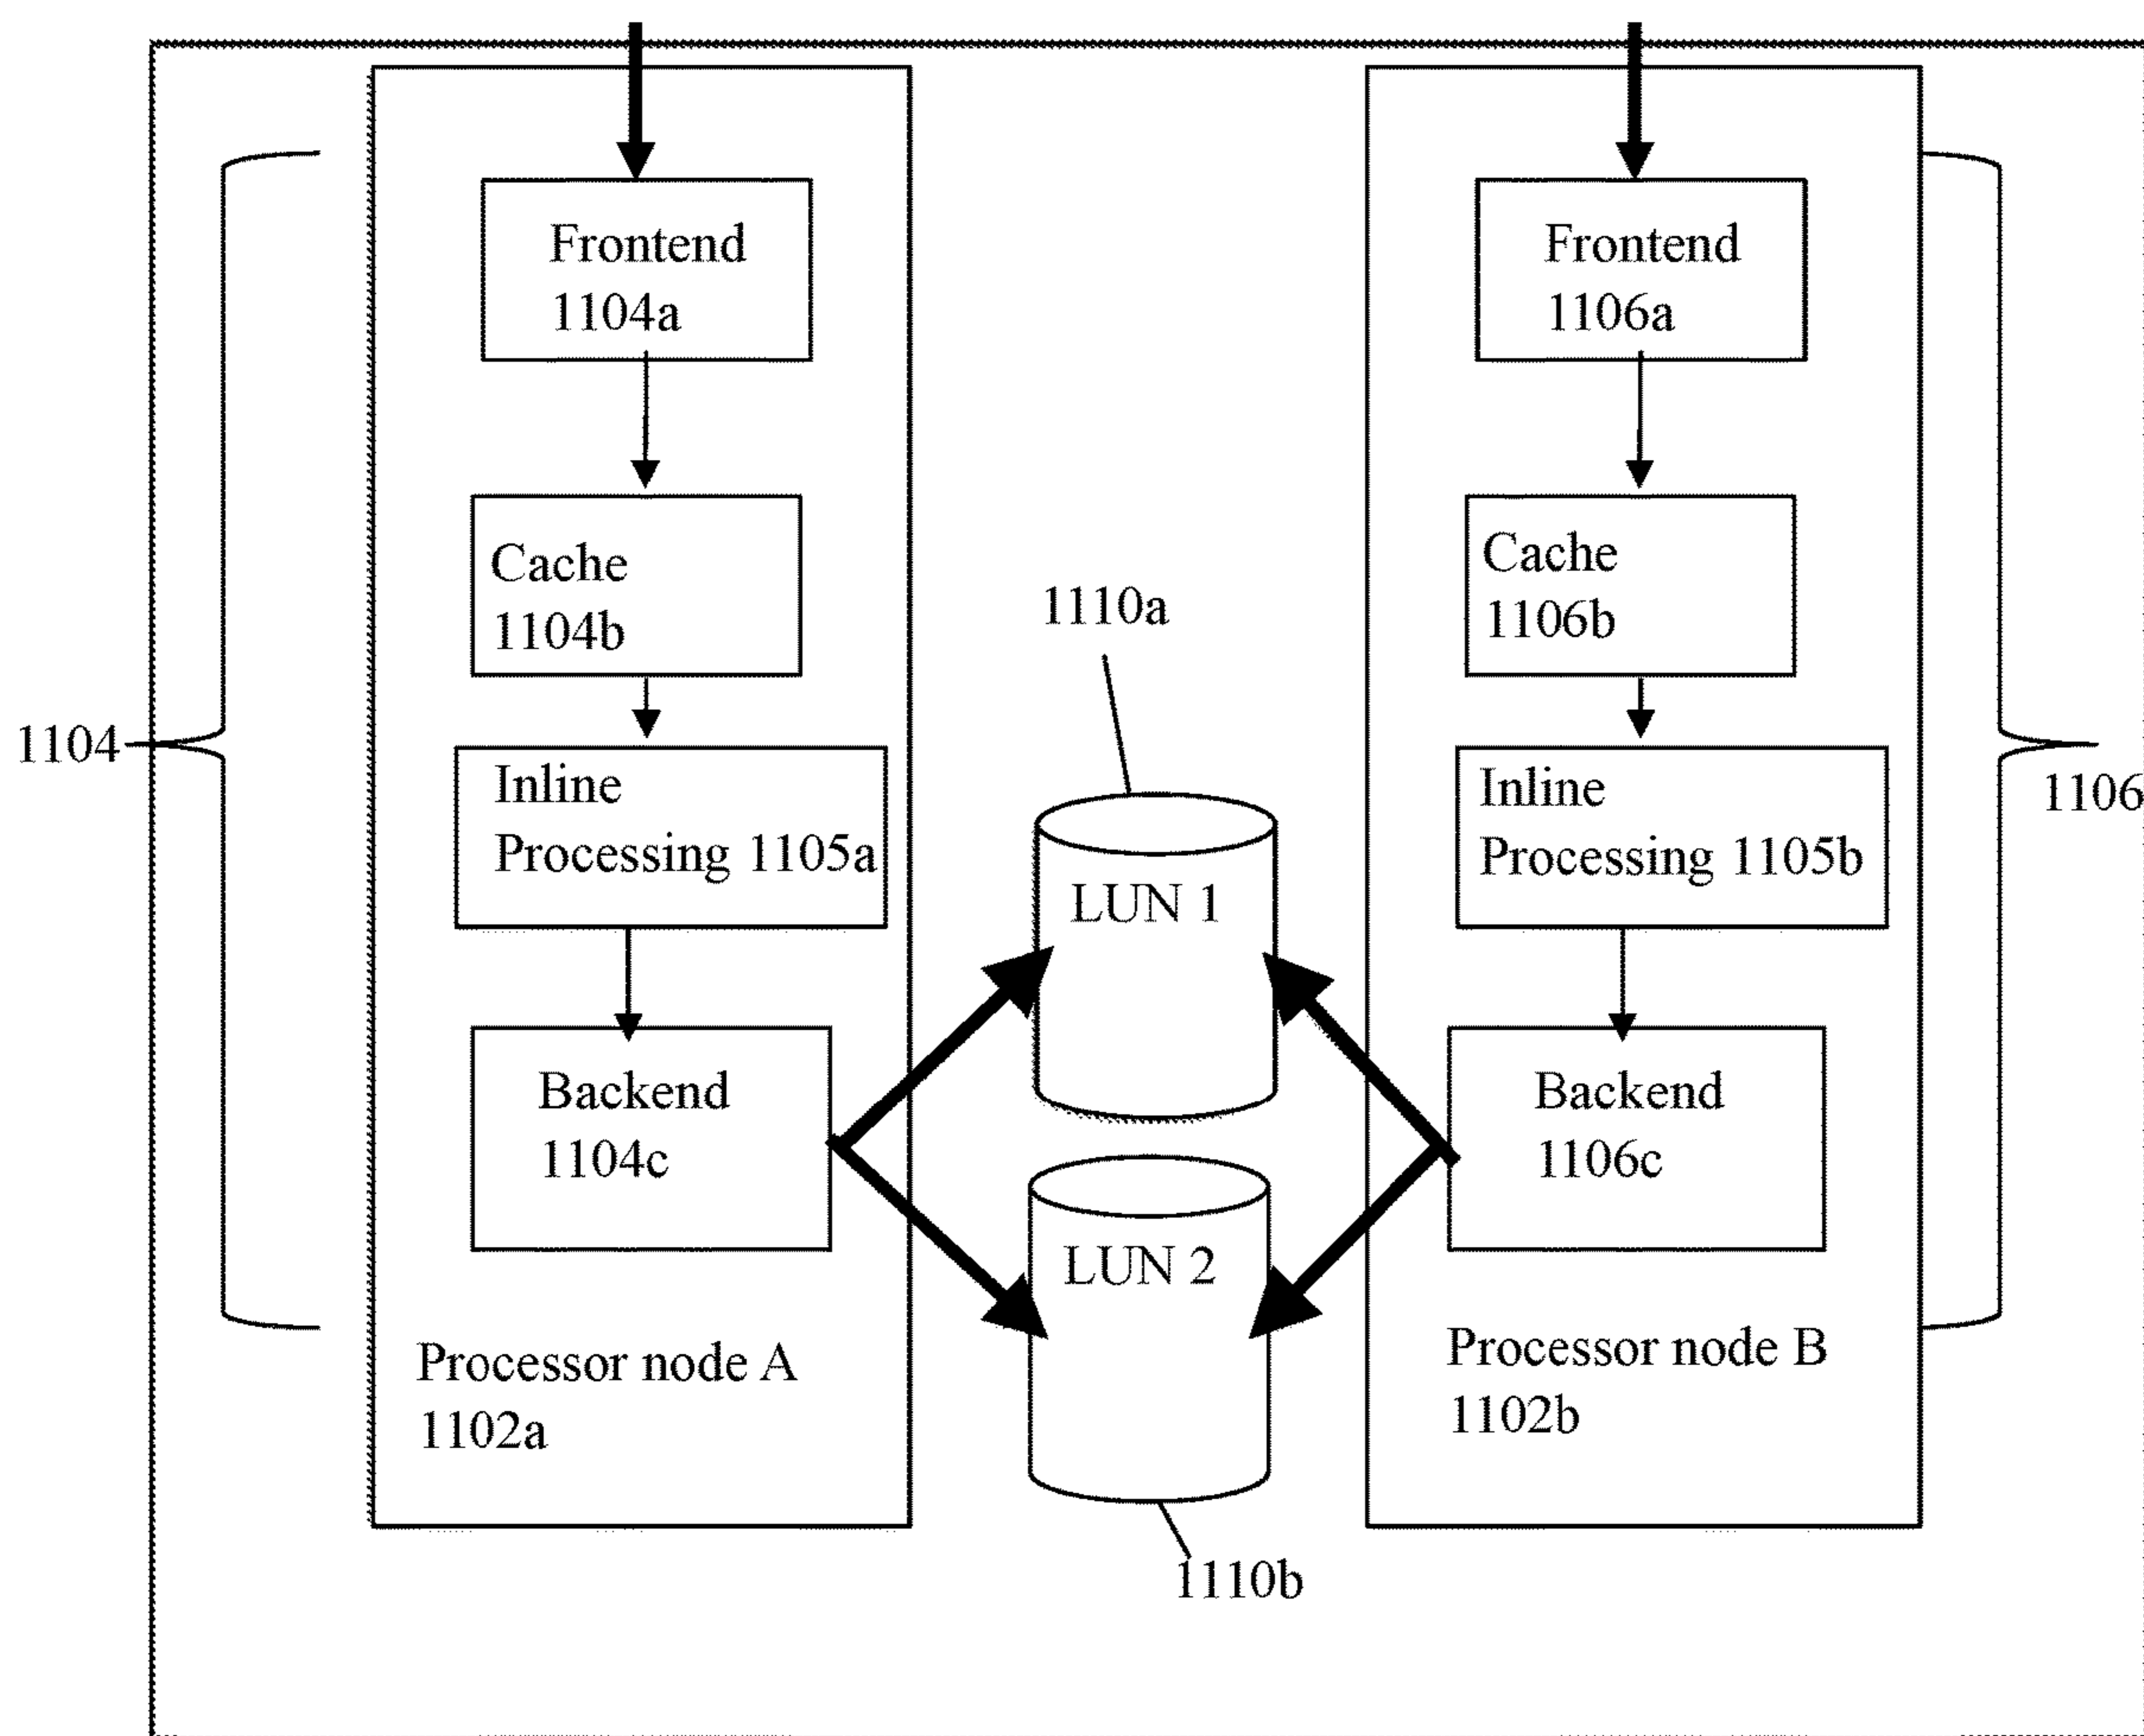 Frontend
1104a
Cache
1104b
Inline
Processing 1105a
Backend
1104c
Processor node A
1102a
1104
1110a
LUN 1
LUN 2
1110b
Frontend
1106a
Cache
1106b
Inline
Processing 1105b
Backend
1106c
Processor node B
1102b
1106